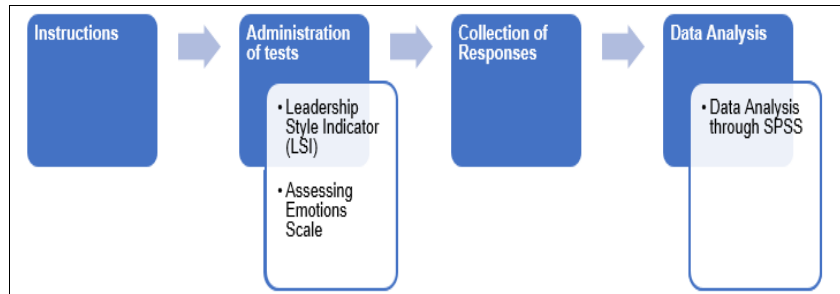 Instructions
Administration
of tests
• Leadership
Style Indicator
(LSI)
• Assessing
Emotions
Scale
Collection of
Responses
Data Analysis
• Data Analysis
through SPSS